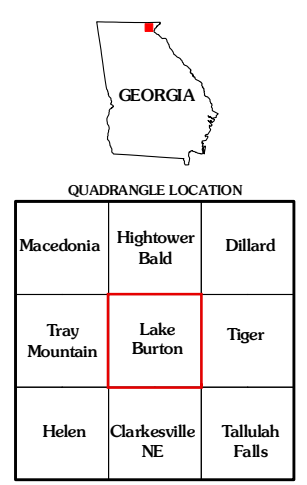 GEORGIA
QUADRANGLE LOCATION
Macedonia
Hightower
Bald
Dillard
Tray
Mountain
Lake
Burton
Tiger
Helen
Clarkesville
NE
Tallulah
Falls